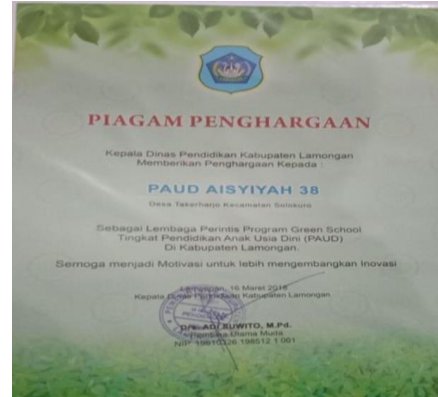 PIAGAM PENGHARGAAN
Kepala Dinas Pendidikan Kabupaten Lamongan
Memberikan Penghargaan Kepada :
PAUD AISYIYAH 38
Desa Takerharjo Kecamatan Solokuro
Sebagai Lembaga Perintis Program Green School
Tingkat Pendidikan Anak Usia Dini (PAUD)
Di Kabupaten Lamongan.
Semoga menjadi Motivasi untuk lebih mengembangkan Inovasi
Lamongan, 16 Maret
Kepala Dinas Pendidikan Kabupaten Lamongan
Drs. ADI SUWITO, M.Pd.
Pembina Utama Muda
NIP.